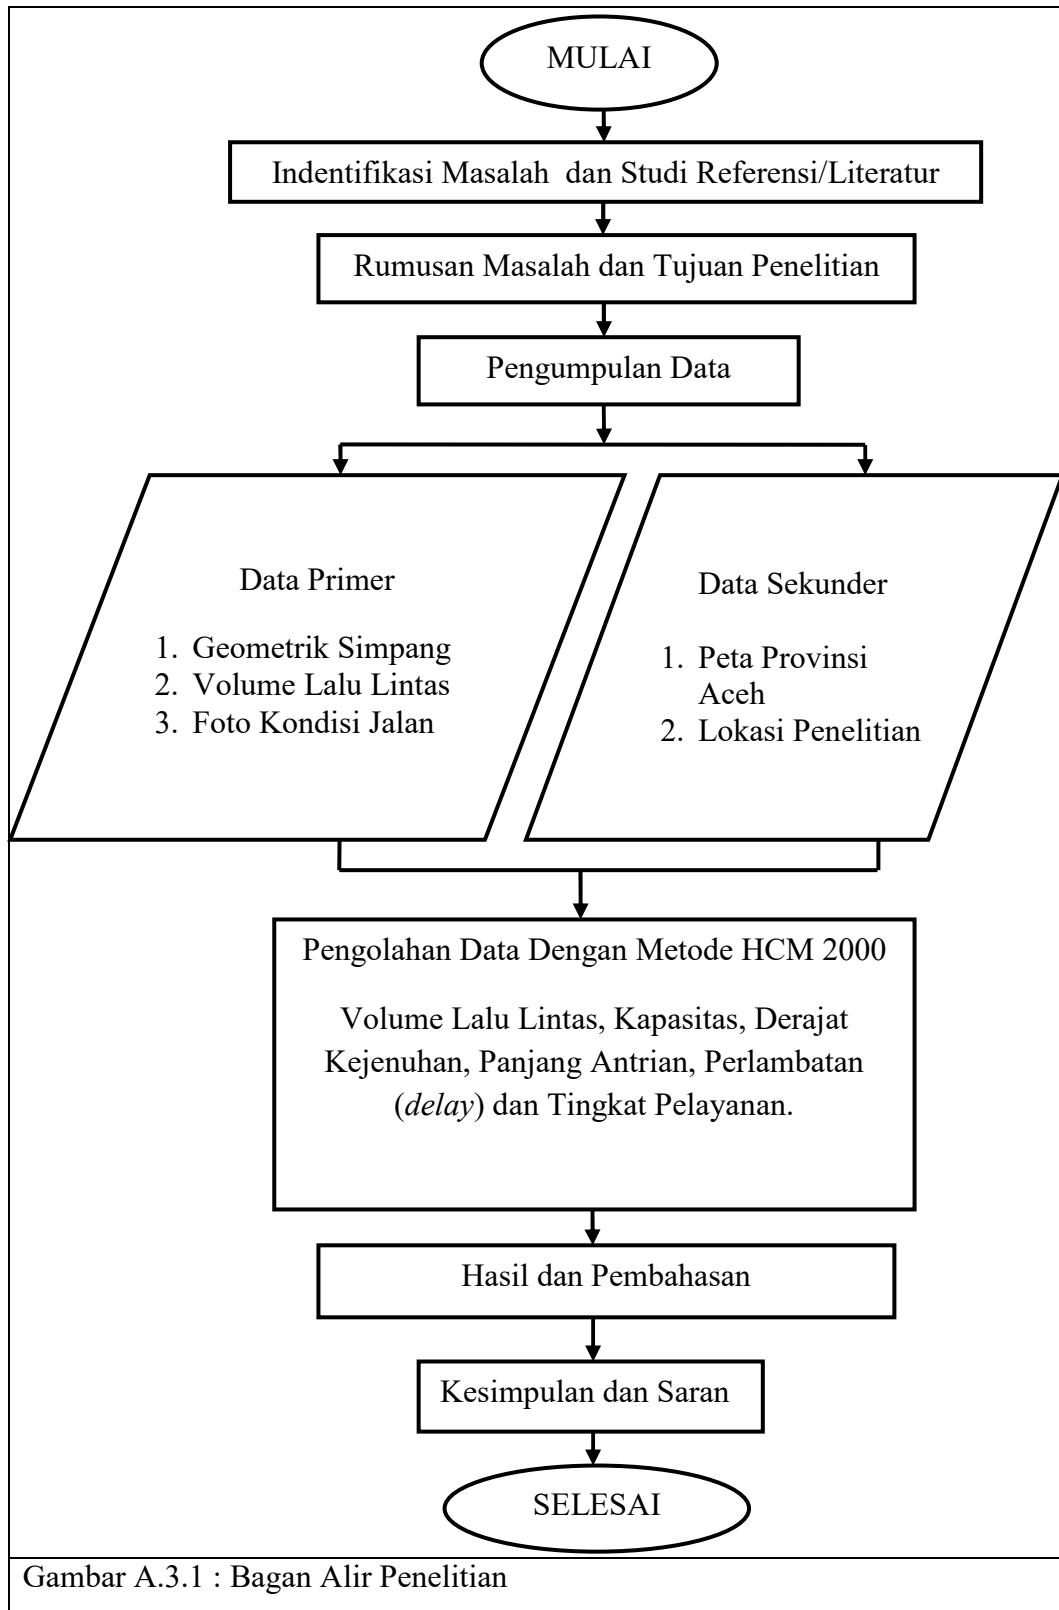 MULAI
Indentifikasi Masalah dan Studi Referensi/Literatur
Rumusan Masalah dan Tujuan Penelitian
Pengumpulan Data
Data Primer
1. Geometrik Simpang
2. Volume Lalu Lintas
3. Foto Kondisi Jalan
Data Sekunder
1. Peta Provinsi
Aceh
2. Lokasi Penelitian
Pengolahan Data Dengan Metode HCM 2000
Volume Lalu Lintas, Kapasitas, Derajat
Kejenuhan, Panjang Antrian, Perlambatan
(delay) dan Tingkat Pelayanan.
Hasil dan Pembahasan
Kesimpulan dan Saran
SELESAI
Gambar A.3.1 : Bagan Alir Penelitian